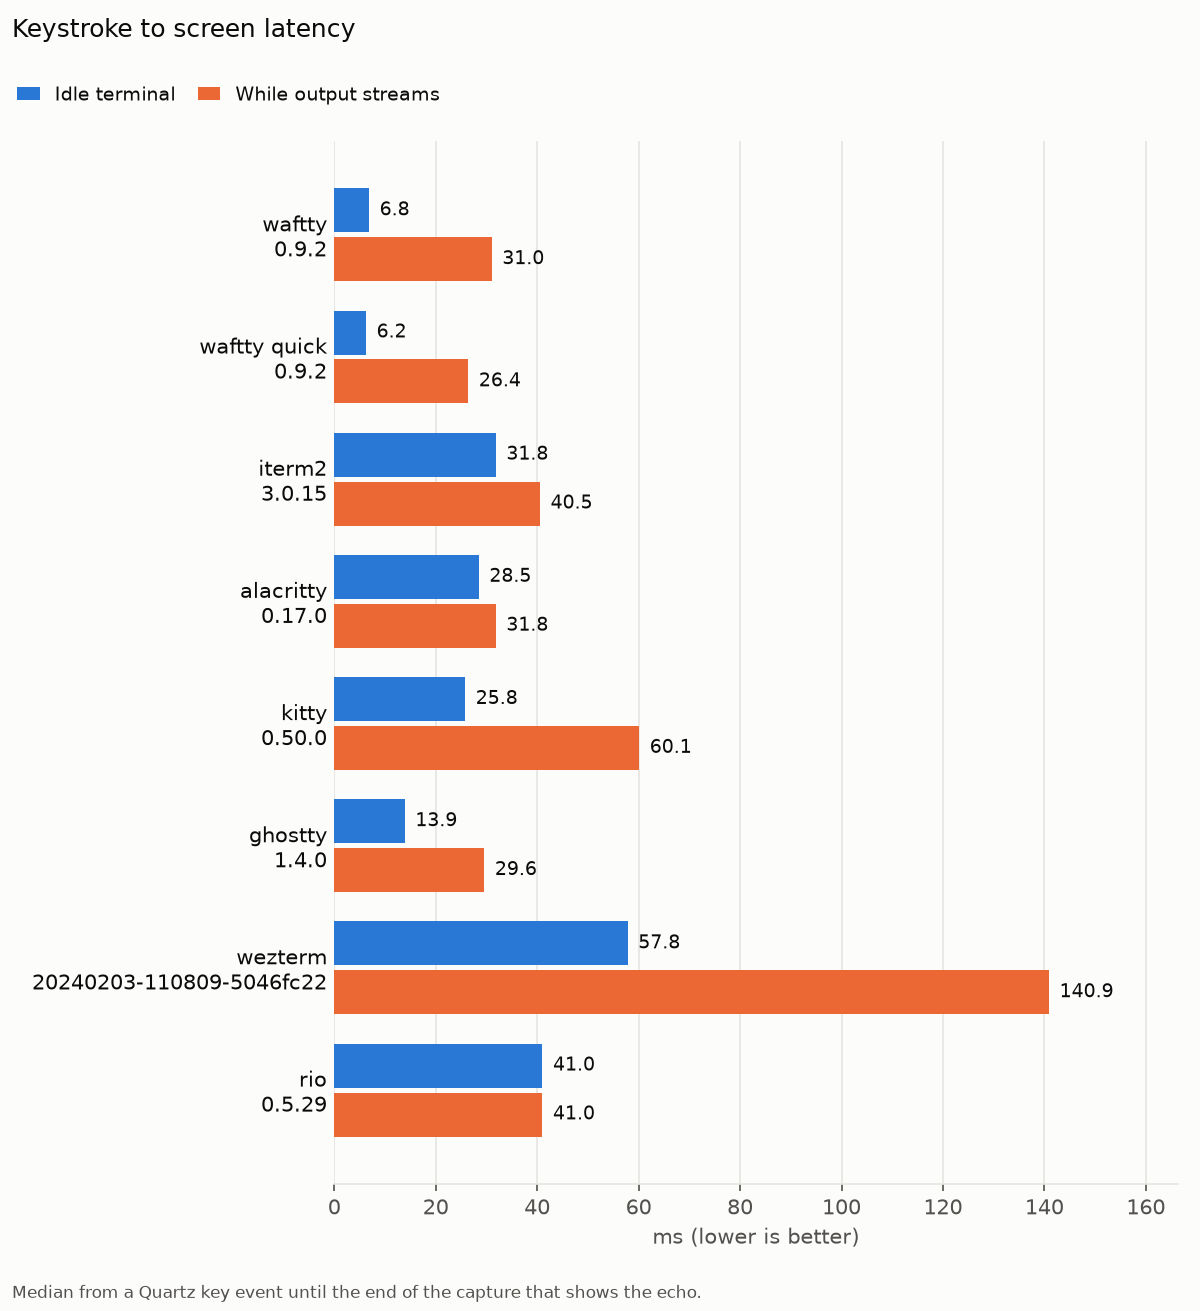 Keystroke to screen latency
Idle terminal While output streams
waftty
0.9.2
6.8
31.0
waftty quick
0.9.2
6.2
26.4
iterm2
3.0.15
31.8
40.5
alacritty
0.17.0
28.5
31.8
kitty
0.50.0
25.8
60.1
ghostty
1.4.0
13.9
29.6
wezterm
20240203-110809-5046fc22
57.8
140.9
rio
0.5.29
41.0
41.0
0 20 40 60 80 100 120 140 160
ms (lower is better)
Median from a Quartz key event until the end of the capture that shows the echo.